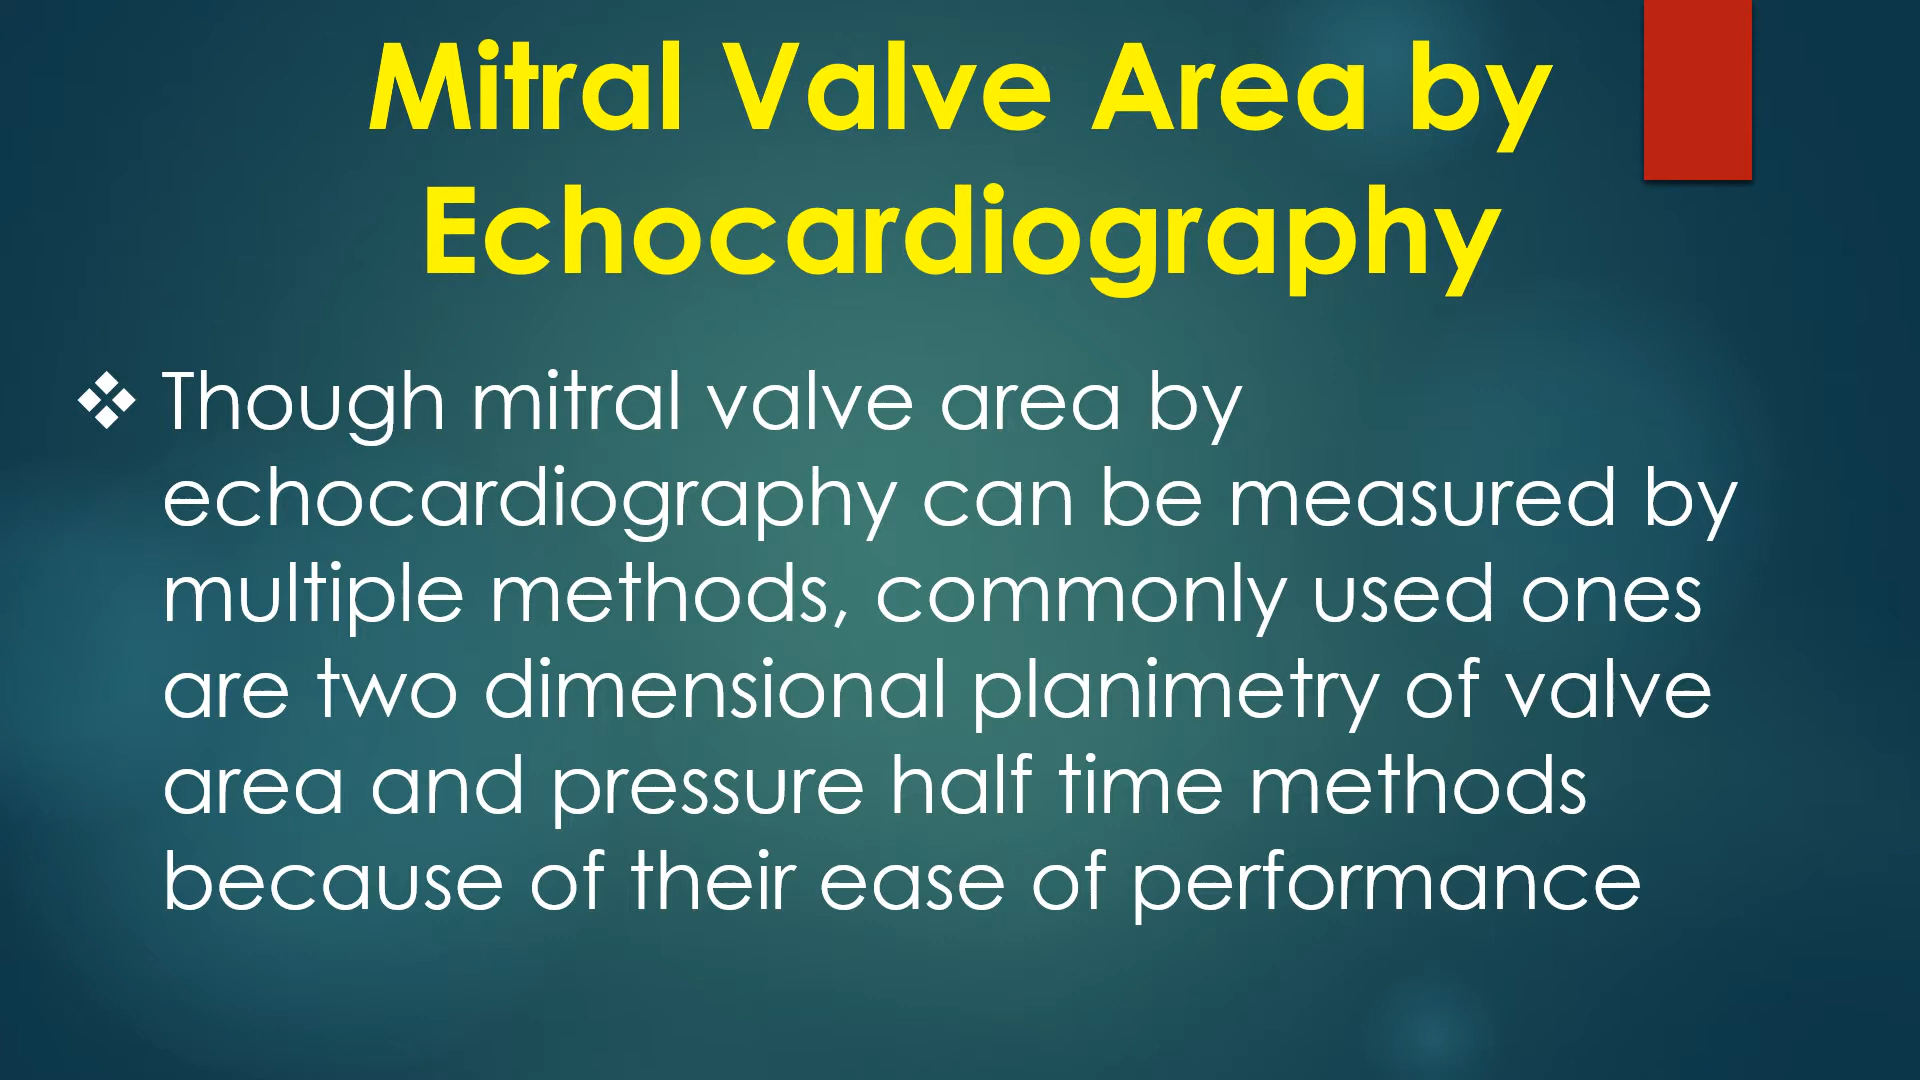 Mitral Valve Area by
Echocardiography
❖ Though mitral valve area by
echocardiography can be measured by
multiple methods, commonly used ones
are two dimensional planimetry of valve
area and pressure half time methods
because of their ease of performance